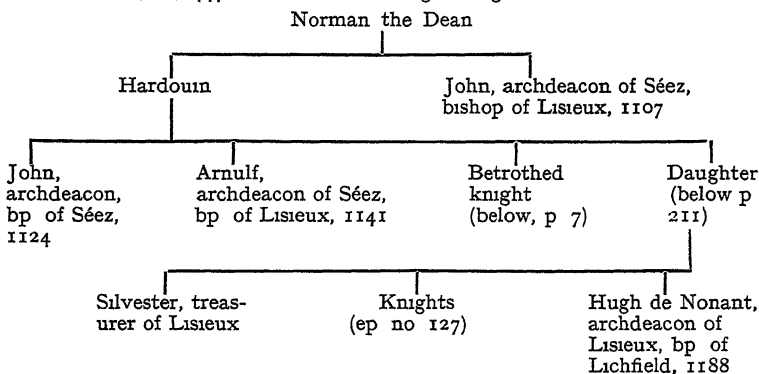 Norman the Dean
Hardouin
John, archdeacon of Séez,
bishop of Lisieux, 1107
John,
archdeacon,
bp of Séez,
1124
Arnulf,
archdeacon of Séez,
bp of Lisieux, 1141
Betrothed
knight
(below, p 7)
Daughter
(below p
211)
Silvester, treas-
urer of Lisieux
Knights
(ep no 127)
Hugh de Nonant,
archdeacon of
Lisieux, bp of
Lichfield, 1188